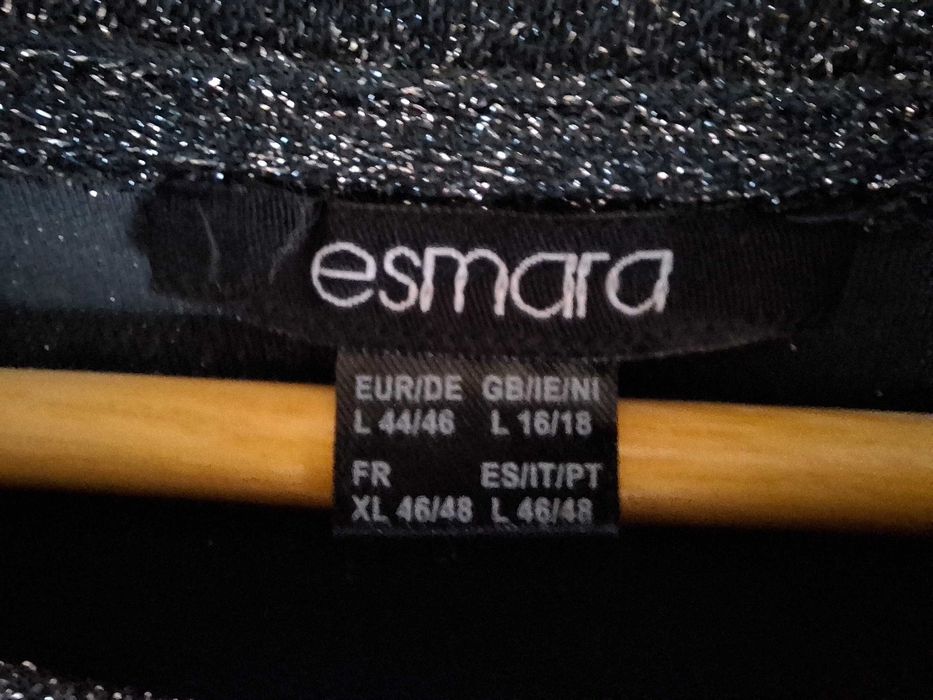 esmara
EUR/DE GB/IE/NI
L 44/46 L 16/18
FR ES/IT/PT
XL 46/48 L 46/48